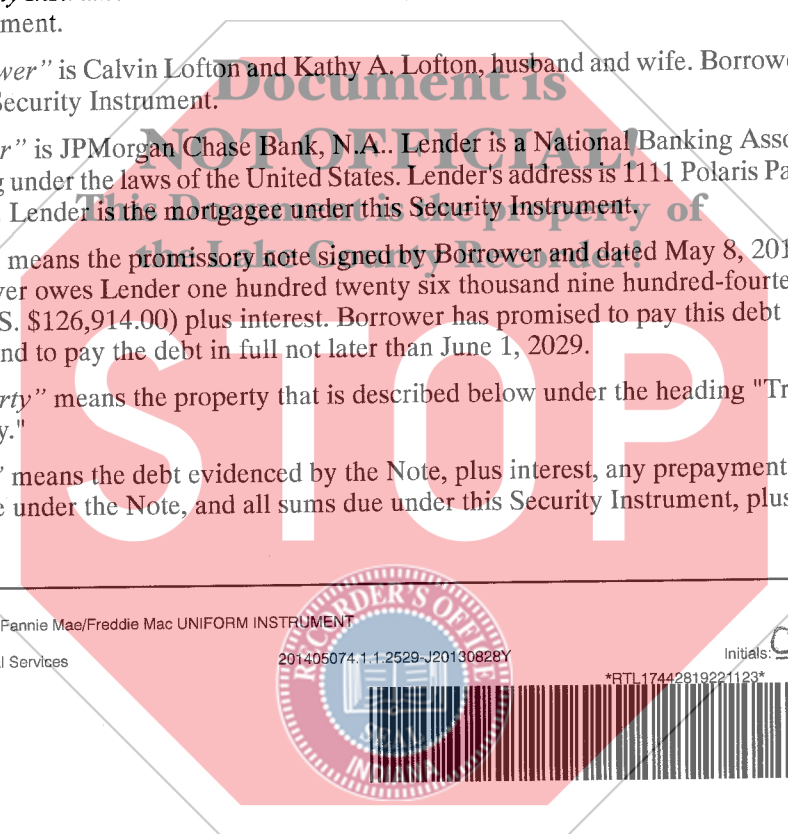 ment.
wer” is Calvin Lofton and Kathy A. Lofton, husband and wife. Borrowe
Security Instrument.
r” is JPMorgan Chase Bank, N.A.. Lender is a National Banking Asso
g under the laws of the United States. Lender's address is 1111 Polaris Pa
. Lender is the mortgagee under this Security Instrument.
means the promissory note signed by Borrower and dated May 8, 201
ver owes Lender one hundred twenty six thousand nine hundred-fourte
S. $126,914.00) plus interest. Borrower has promised to pay this debt
nd to pay the debt in full not later than June 1, 2029.
rty” means the property that is described below under the heading "Tr
y."
” means the debt evidenced by the Note, plus interest, any prepayment
e under the Note, and all sums due under this Security Instrument, plus
Document is
NOT OFFICIAL!
This Document is the property of
the Lake County Recorder!
STOP
Fannie Mae/Freddie Mac UNIFORM INSTRUMENT
l Services
201405074.1.1.2529-J20130828Y
Initials:
*RTL17442819221123*
RECORDER'S OFFICE
SEAL
INDIANA